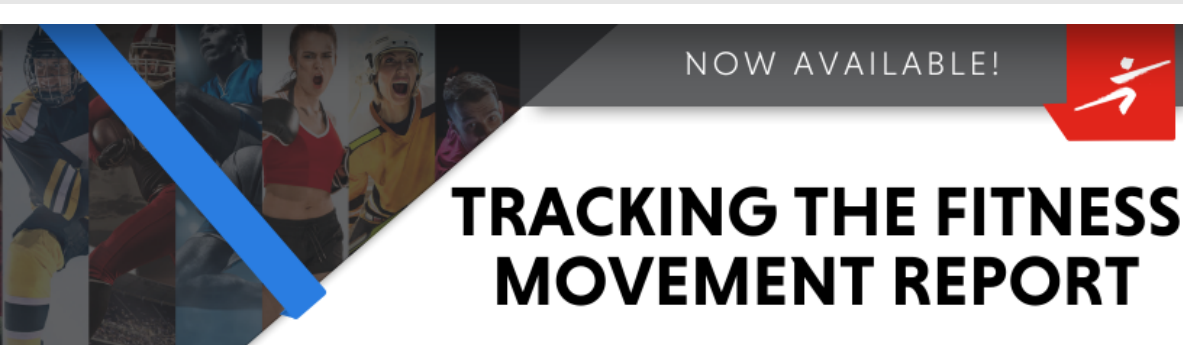 NOW AVAILABLE!
TRACKING THE FITNESS
MOVEMENT REPORT